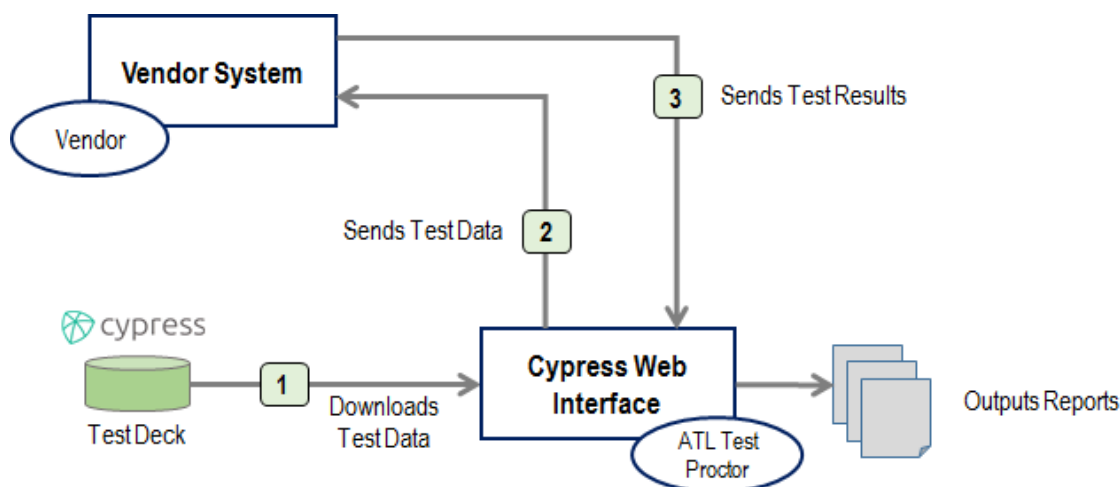 Vendor System
Vendor
3
Sends Test Results
Sends Test Data
2
cypress
Test Deck
1
Downloads
Test Data
Cypress Web
Interface
ATL Test
Proctor
Outputs Reports